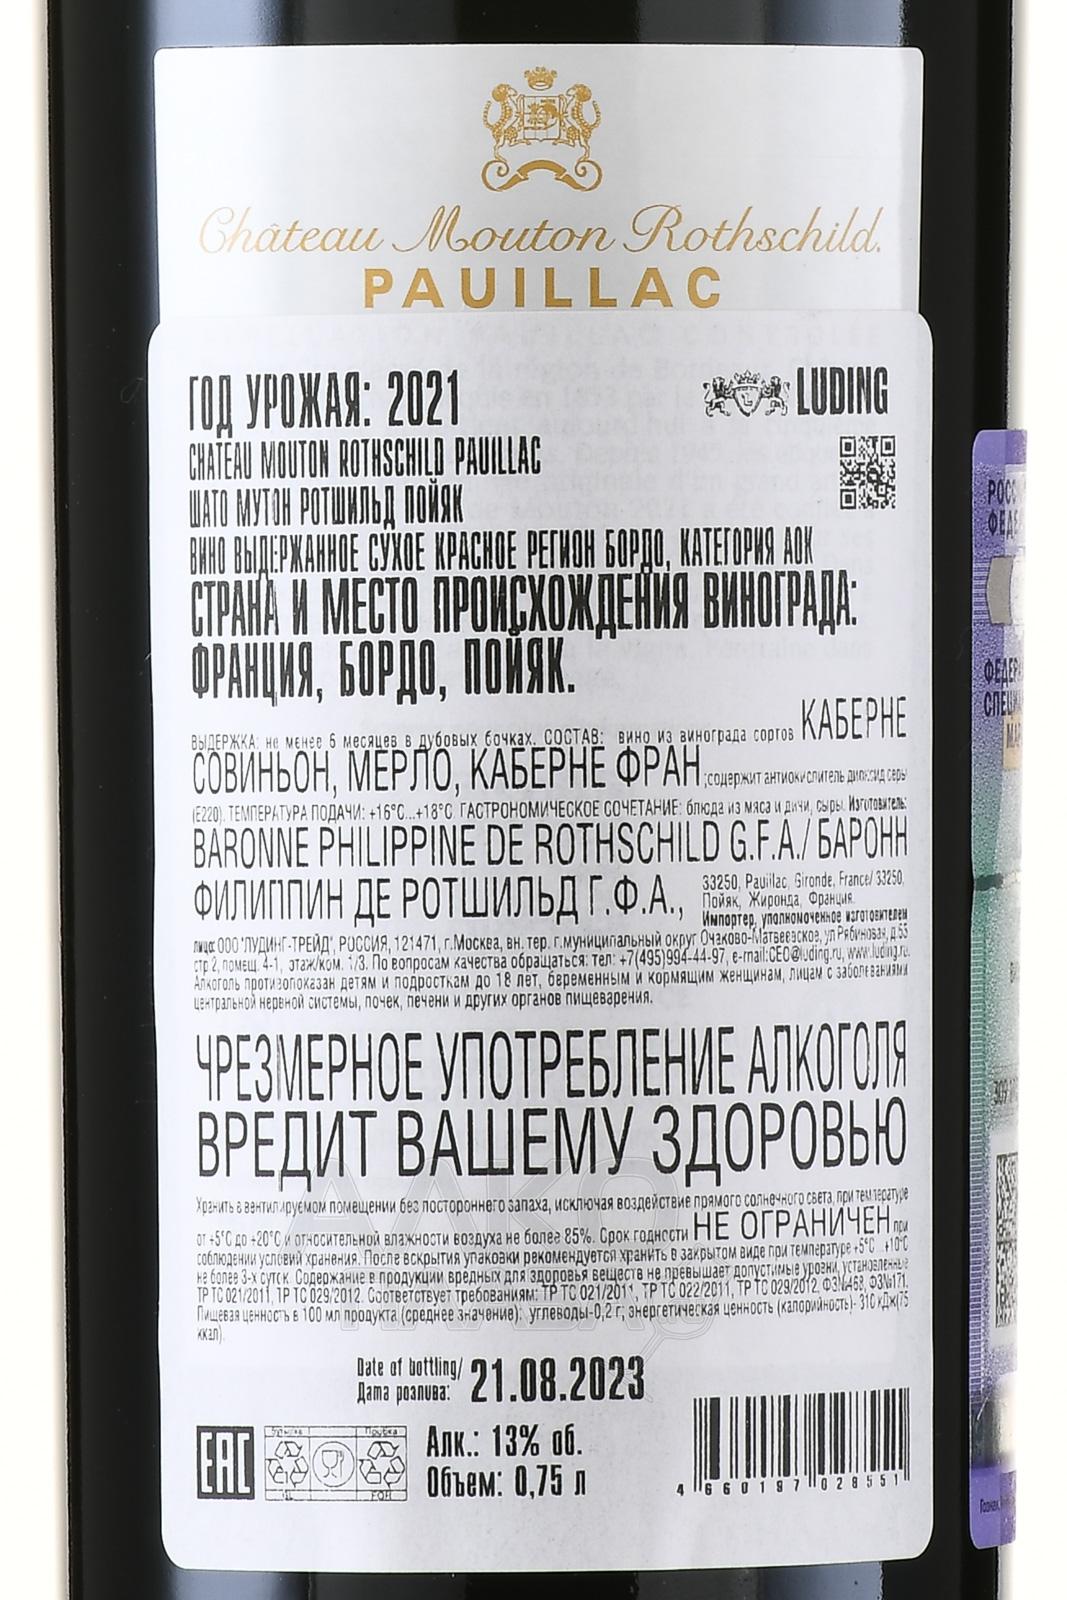 Château Mouton Rothschild.
PAUILLAC
ГОД УРОЖАЯ: 2021
LUDING
CHATEAU MOUTON ROTHSCHILD PAUILLAC
ШАТО МУТОН РОТШИЛЬД ПОЙЯК
ВИНО ВЫДЕРЖАННОЕ СУХОЕ КРАСНОЕ РЕГИОН БОРДО, КАТЕГОРИЯ АОК
СТРАНА И МЕСТО ПРОИСХОЖДЕНИЯ ВИНОГРАДА:
ФРАНЦИЯ, БОРДО, ПОЙЯК.
ВЫДЕРЖКА: не менее 6 месяцев в дубовых бочках. СОСТАВ: вино из винограда сортов КАБЕРНЕ
СОВИНЬОН, МЕРЛО, КАБЕРНЕ ФРАН ;содержит антиокислитель диоксид серы
(Е220). ТЕМПЕРАТУРА ПОДАЧИ: +16°С...+18°С. ГАСТРОНОМИЧЕСКОЕ СОЧЕТАНИЕ: блюда из мяса и дичи, сыры. Изготовитель:
BARONNE PHILIPPINE DE ROTHSCHILD G.F.A./ БАРОНН
ФИЛИППИН ДЕ РОТШИЛЬД Г.Ф.А.,
33250, Pauillac, Gironde, France/ 33250,
Пойяк, Жиронда, Франция.
Импортер, уполномоченное изготовителем
лицо: ООО "ЛУДИНГ-ТРЕЙД", РОССИЯ, 121471, г.Москва, вн. тер. г.муниципальный округ Очаково-Матвеевское, ул Рябиновая, д.55
стр 2, помещ. 4-1, этаж/ком. 1/3. По вопросам качества обращаться: тел: +7(495)994-44-97, e-mail:CEO@luding.ru, www.luding.ru.
Алкоголь противопоказан детям и подросткам до 18 лет, беременным и кормящим женщинам, лицам с заболеваниями
центральной нервной системы, почек, печени и других органов пищеварения.
ЧРЕЗМЕРНОЕ УПОТРЕБЛЕНИЕ АЛКОГОЛЯ
ВРЕДИТ ВАШЕМУ ЗДОРОВЬЮ
Хранить в вентилируемом помещении без постороннего запаха, исключая воздействие прямого солнечного света, при температуре
от +5°С до +20°С и относительной влажности воздуха не более 85%. Срок годности НЕ ОГРАНИЧЕН при
соблюдении условий хранения. После вскрытия упаковки рекомендуется хранить в закрытом виде при температуре +5°С ...+10°С
не более 3-х суток. Содержание в продукции вредных для здоровья веществ не превышает допустимые уровни, установленные
ТР ТС 021/2011, ТР ТС 029/2012. Соответствует требованиям: ТР ТС 021/2011, ТР ТС 022/2011, ТР ТС 029/2012, ФЗ№468, ФЗ№171.
Пищевая ценность в 100 мл продукта (среднее значение): углеводы-0,2 г; энергетическая ценность (калорийность)- 310 кДж(75
ккал).
Date of bottling/
Дата розлива: 21.08.2023
EAC
Алк.: 13% об.
Объем: 0,75 л
4 660197 028551